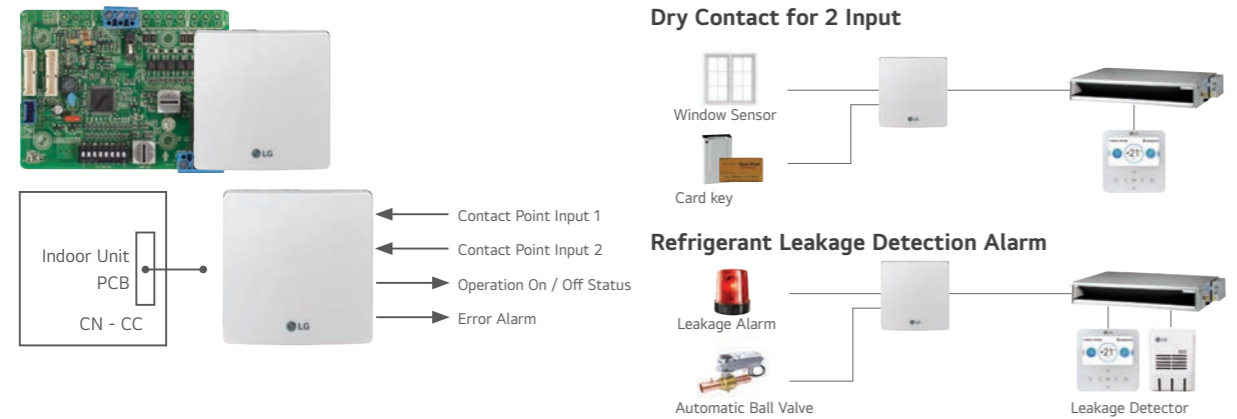 LG
Indoor Unit
PCB
CN - CC
LG
Contact Point Input 1
Contact Point Input 2
Operation On / Off Status
Error Alarm
Dry Contact for 2 Input
Window Sensor
Card key
LG
Refrigerant Leakage Detection Alarm
Leakage Alarm
Automatic Ball Valve
LG
LG
Leakage Detector